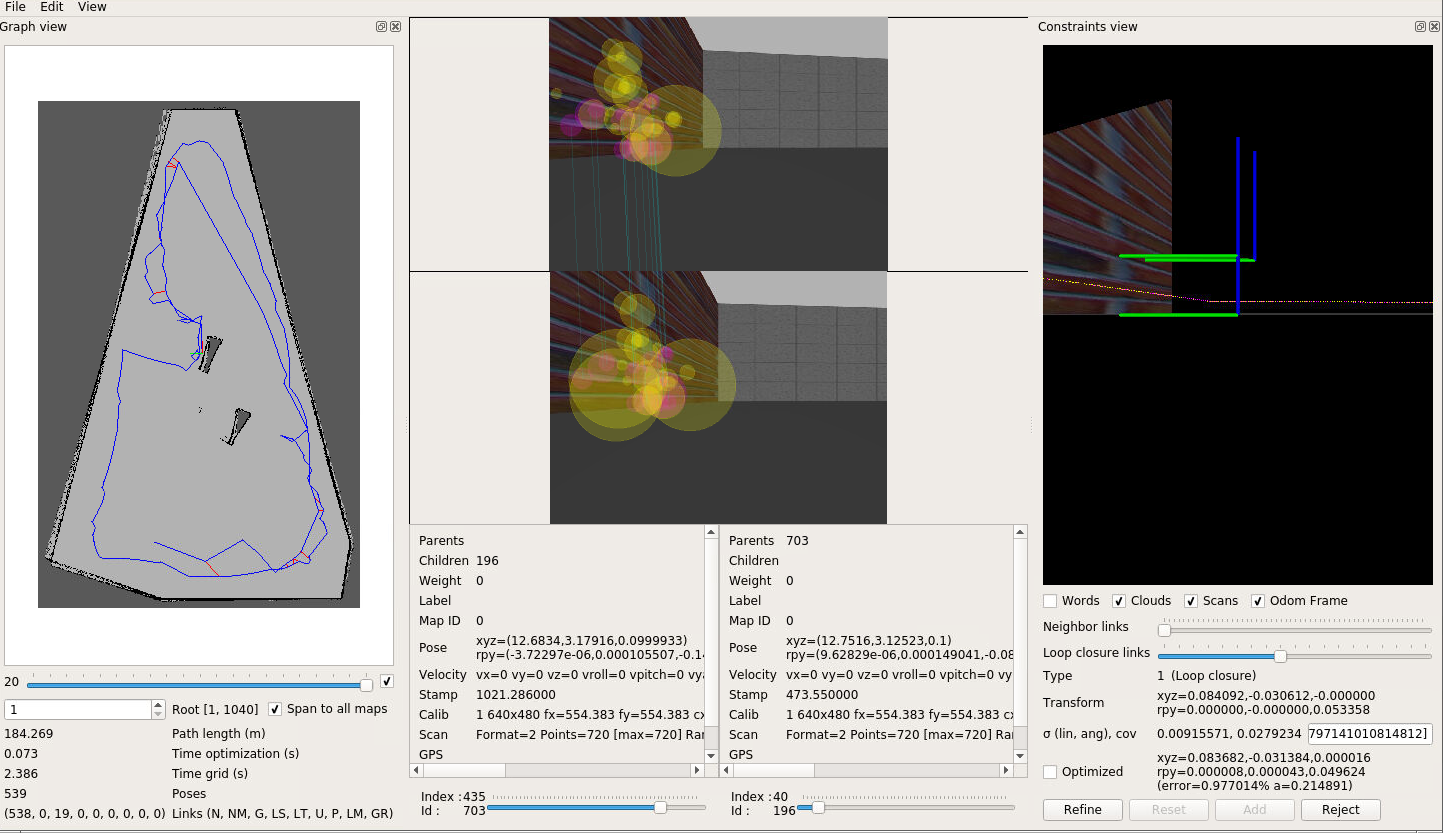 File Edit View
Graph view
20
1 Root [1, 1040] Span to all maps
184.269 Path length (m)
0.073 Time optimization (s)
2.386 Time grid (s)
539 Poses
(538, 0, 19, 0, 0, 0, 0, 0, 0) Links (N, NM, G, LS, LT, U, P, LM, GR)
Parents
Children 196
Weight 0
Label
Map ID 0
Pose xyz=(12.6834,3.17916,0.0999933)
rpy=(-3.72297e-06,0.000105507,-0.14
Velocity vx=0 vy=0 vz=0 vroll=0 vpitch=0 vya
Stamp 1021.286000
Calib 1 640x480 fx=554.383 fy=554.383 cx
Scan Format=2 Points=720 [max=720] Ran
GPS
Index : 435
Id : 703
Parents 703
Children
Weight 0
Label
Map ID 0
Pose xyz=(12.7516,3.12523,0.1)
rpy=(9.62829e-06,0.000149041,-0.08
Velocity vx=0 vy=0 vz=0 vroll=0 vpitch=0 vy
Stamp 473.550000
Calib 1 640x480 fx=554.383 fy=554.383 cx
Scan Format=2 Points=720 [max=720] Ra
GPS
Index : 40
Id : 196
Constraints view
Words Clouds Scans Odom Frame
Neighbor links
Loop closure links
Type 1 (Loop closure)
Transform xyz=0.084092,-0.030612,-0.000000
rpy=0.000000,-0.000000,0.053358
σ (lin, ang), cov 0.00915571, 0.0279234 797141010814812]
Optimized xyz=0.083682,-0.031384,0.000016
rpy=0.000008,0.000043,0.049624
(error=0.977014% a=0.214891)
Refine Reset Add Reject